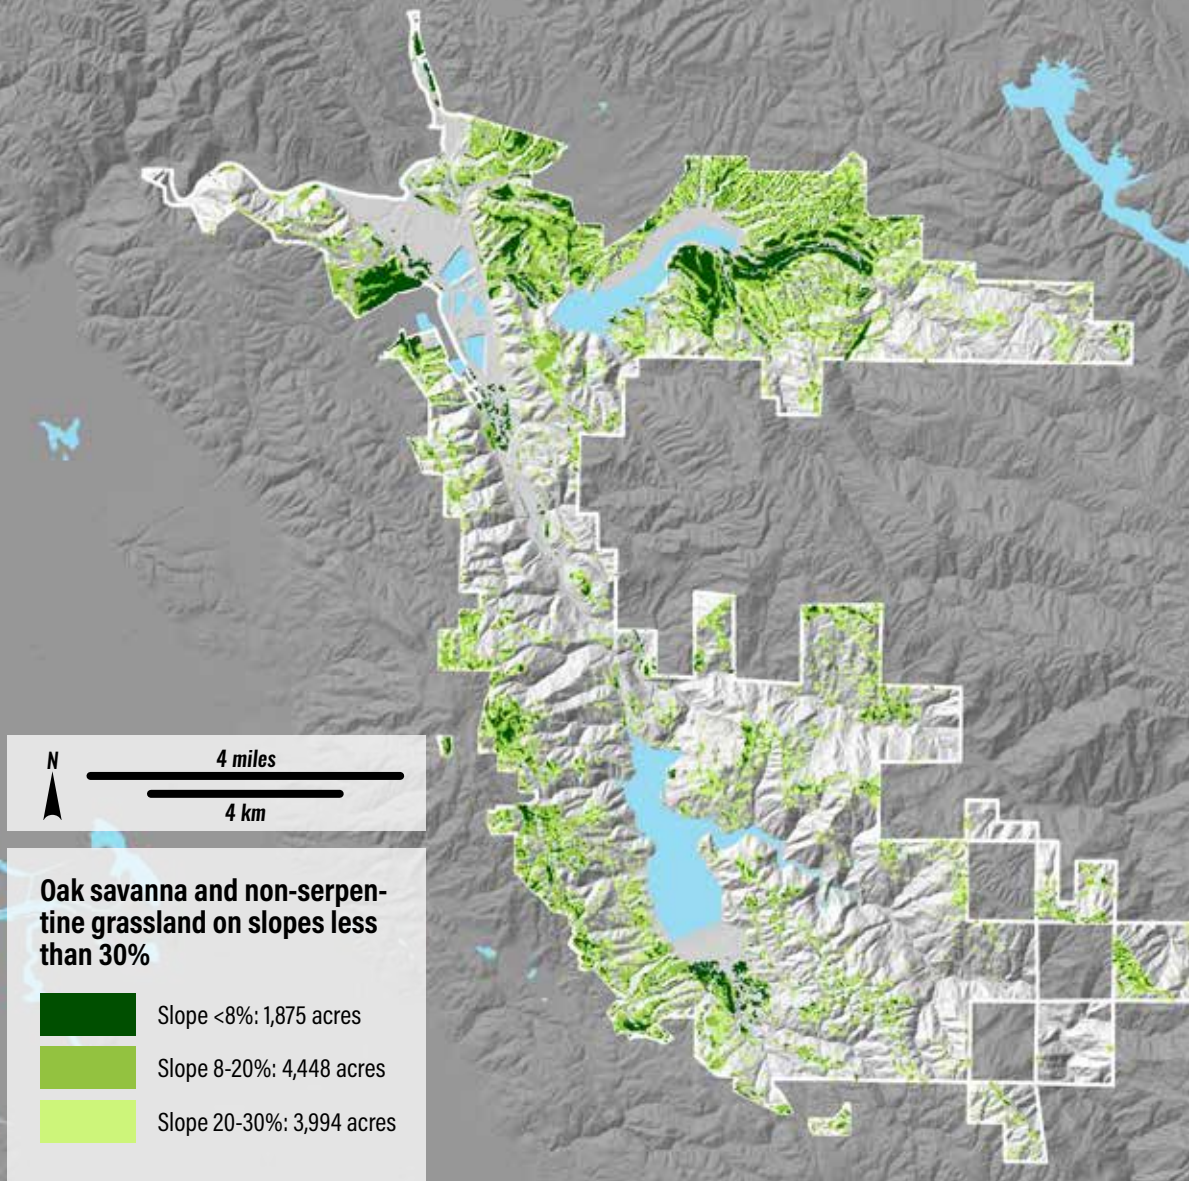 N
4 miles
4 km
Oak savanna and non-serpen-
tine grassland on slopes less
than 30%
Slope <8%: 1,875 acres
Slope 8-20%: 4,448 acres
Slope 20-30%: 3,994 acres